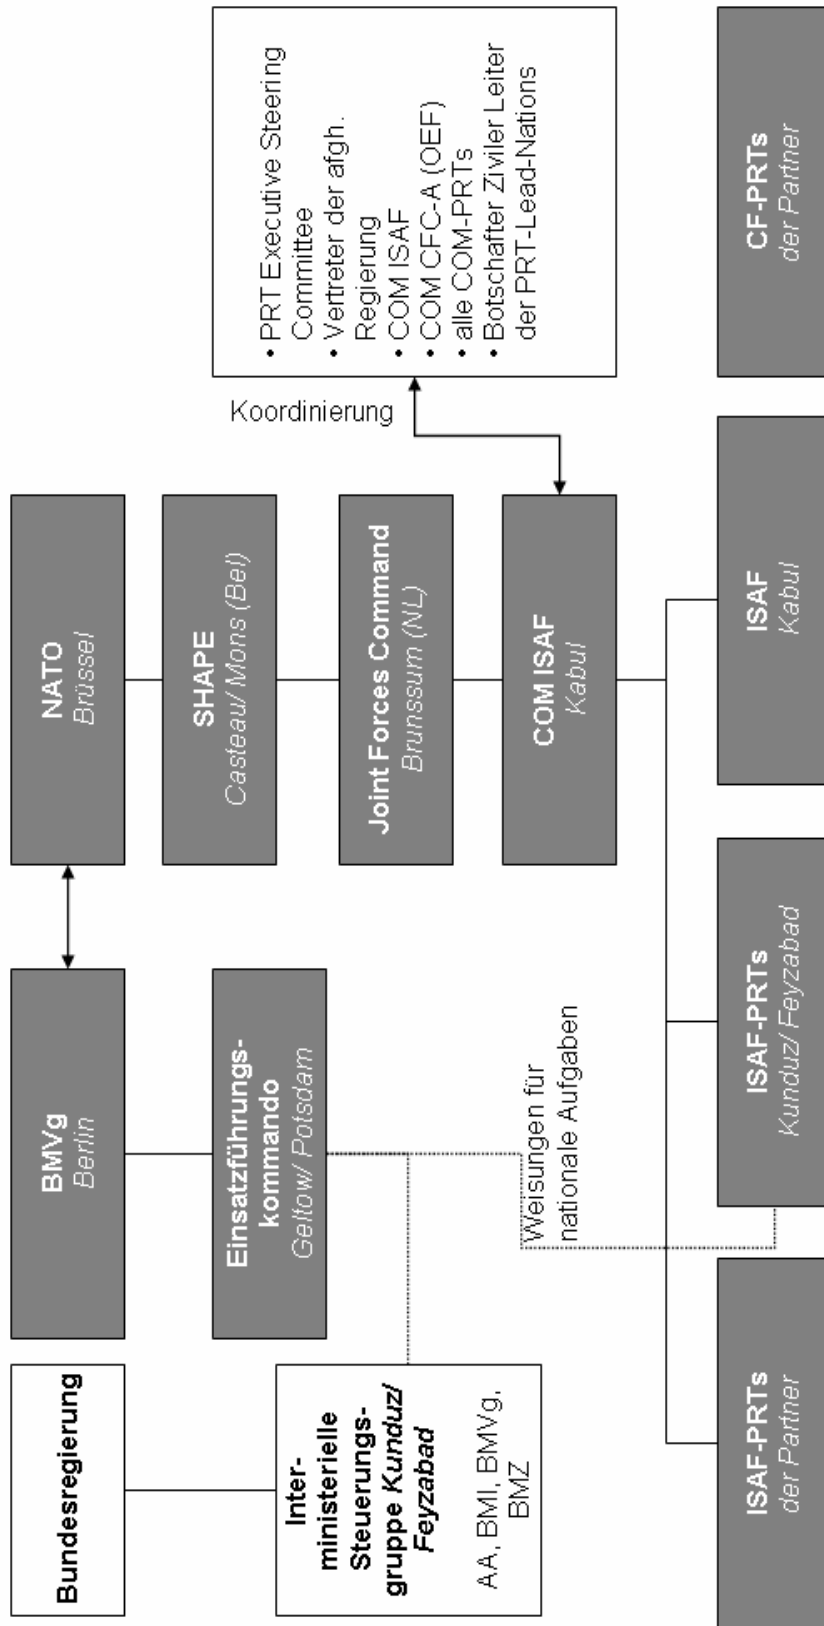 Bundesregierung
BMVg
Berlin
NATO
Brüssel
SHAPE
Casteau/ Mons (Bel)
Einsatzführungs-
kommando
Geltow/ Potsdam
Inter-
ministerielle
Steuerungs-
gruppe Kunduz/
Feyzabad
AA, BMI, BMVg,
BMZ
Joint Forces Command
Brunssum (NL)
Koordinierung
• PRT Executive Steering
Committee
• Vertreter der afgh.
Regierung
• COM ISAF
• COM CFC-A (OEF)
• alle COM-PRTs
• Botschafter Ziviler Leiter
der PRT-Lead-Nations
COM ISAF
Kabul
Weisungen für
nationale Aufgaben
ISAF-PRTs
der Partner
ISAF-PRTs
Kunduz/ Feyzabad
ISAF
Kabul
CF-PRTs
der Partner